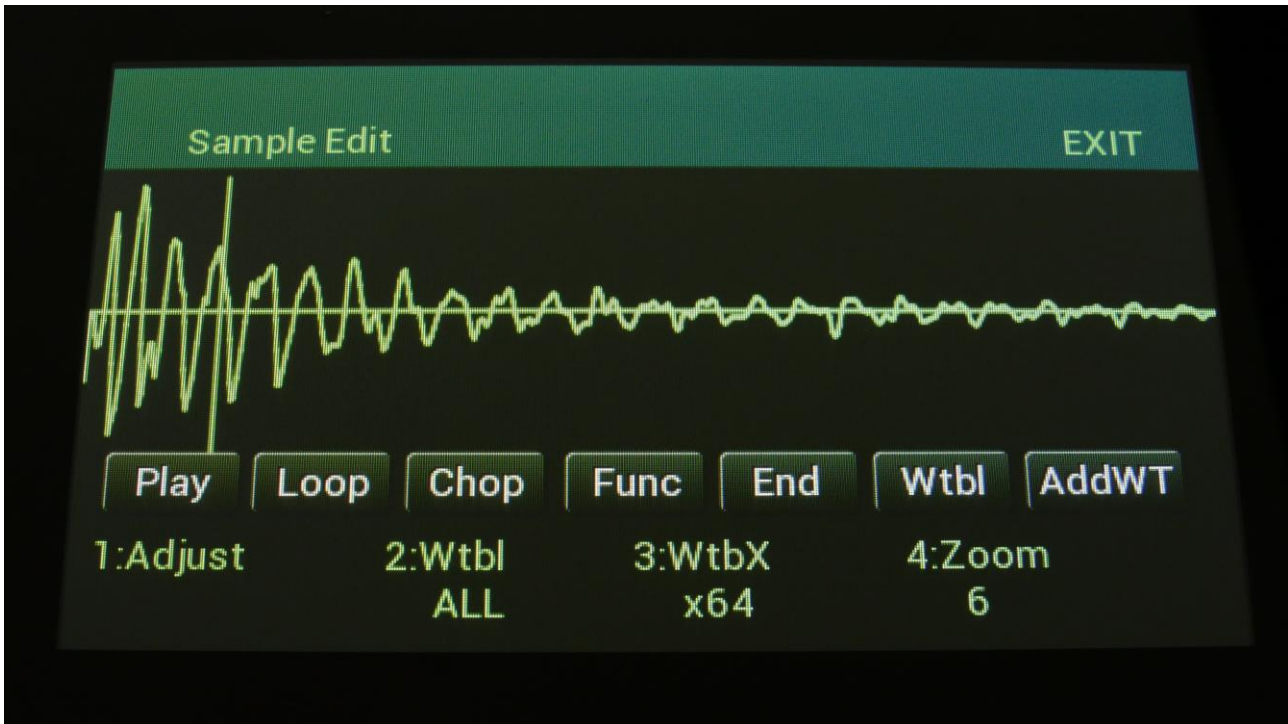 Sample Edit EXIT
Play Loop Chop Func End Wtbl AddWT
1:Adjust 2:Wtbl 3:WtbX 4:Zoom
ALL x64 6